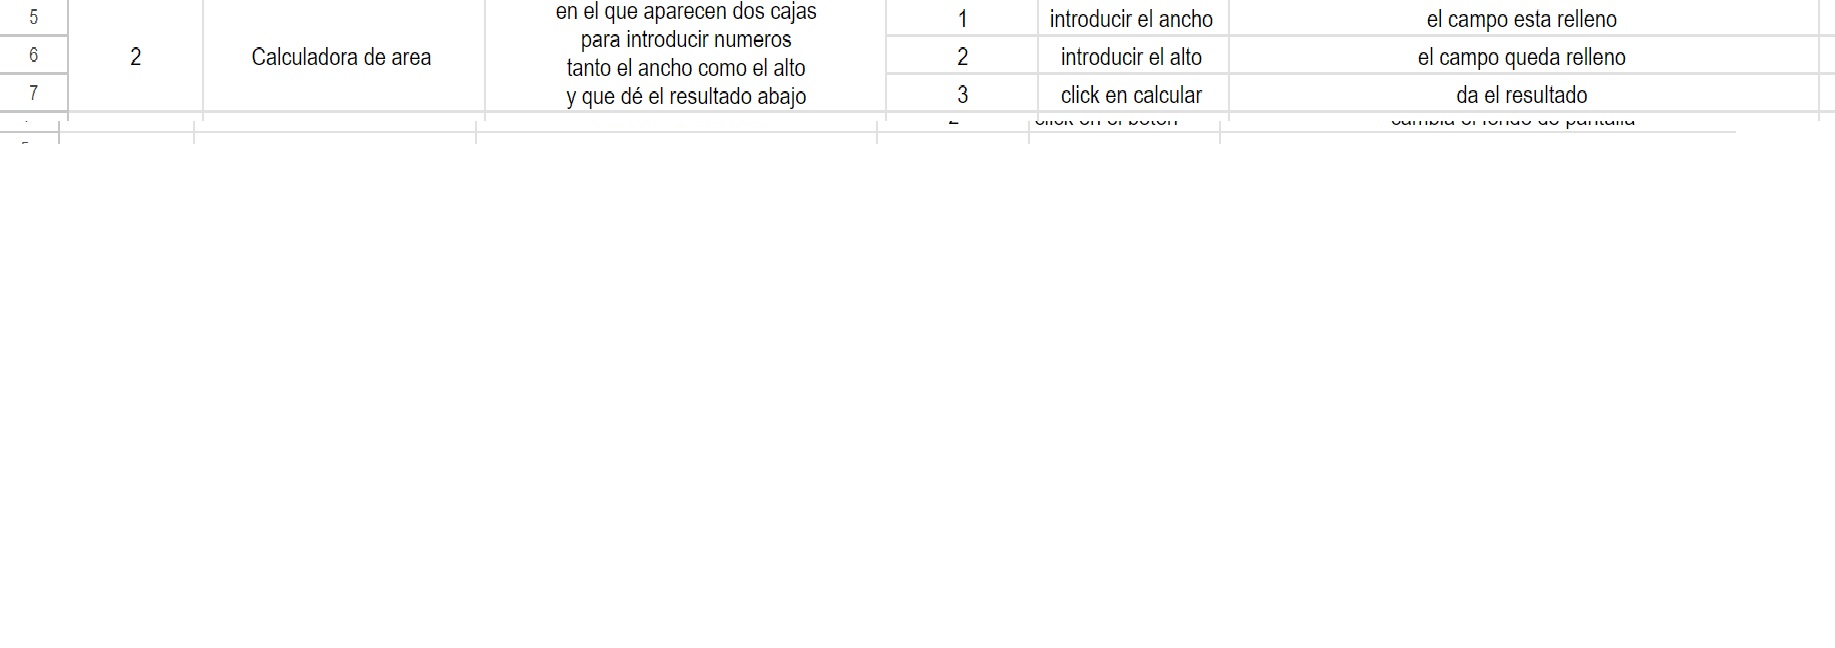 5
1
introducir el ancho
el campo esta relleno
6
2
Calculadora de area
en el que aparecen dos cajas
para introducir numeros
tanto el ancho como el alto
y que dé el resultado abajo
2
introducir el alto
el campo queda relleno
7
3
click en calcular
da el resultado
click en el boton
cambia el fondo de pantalla